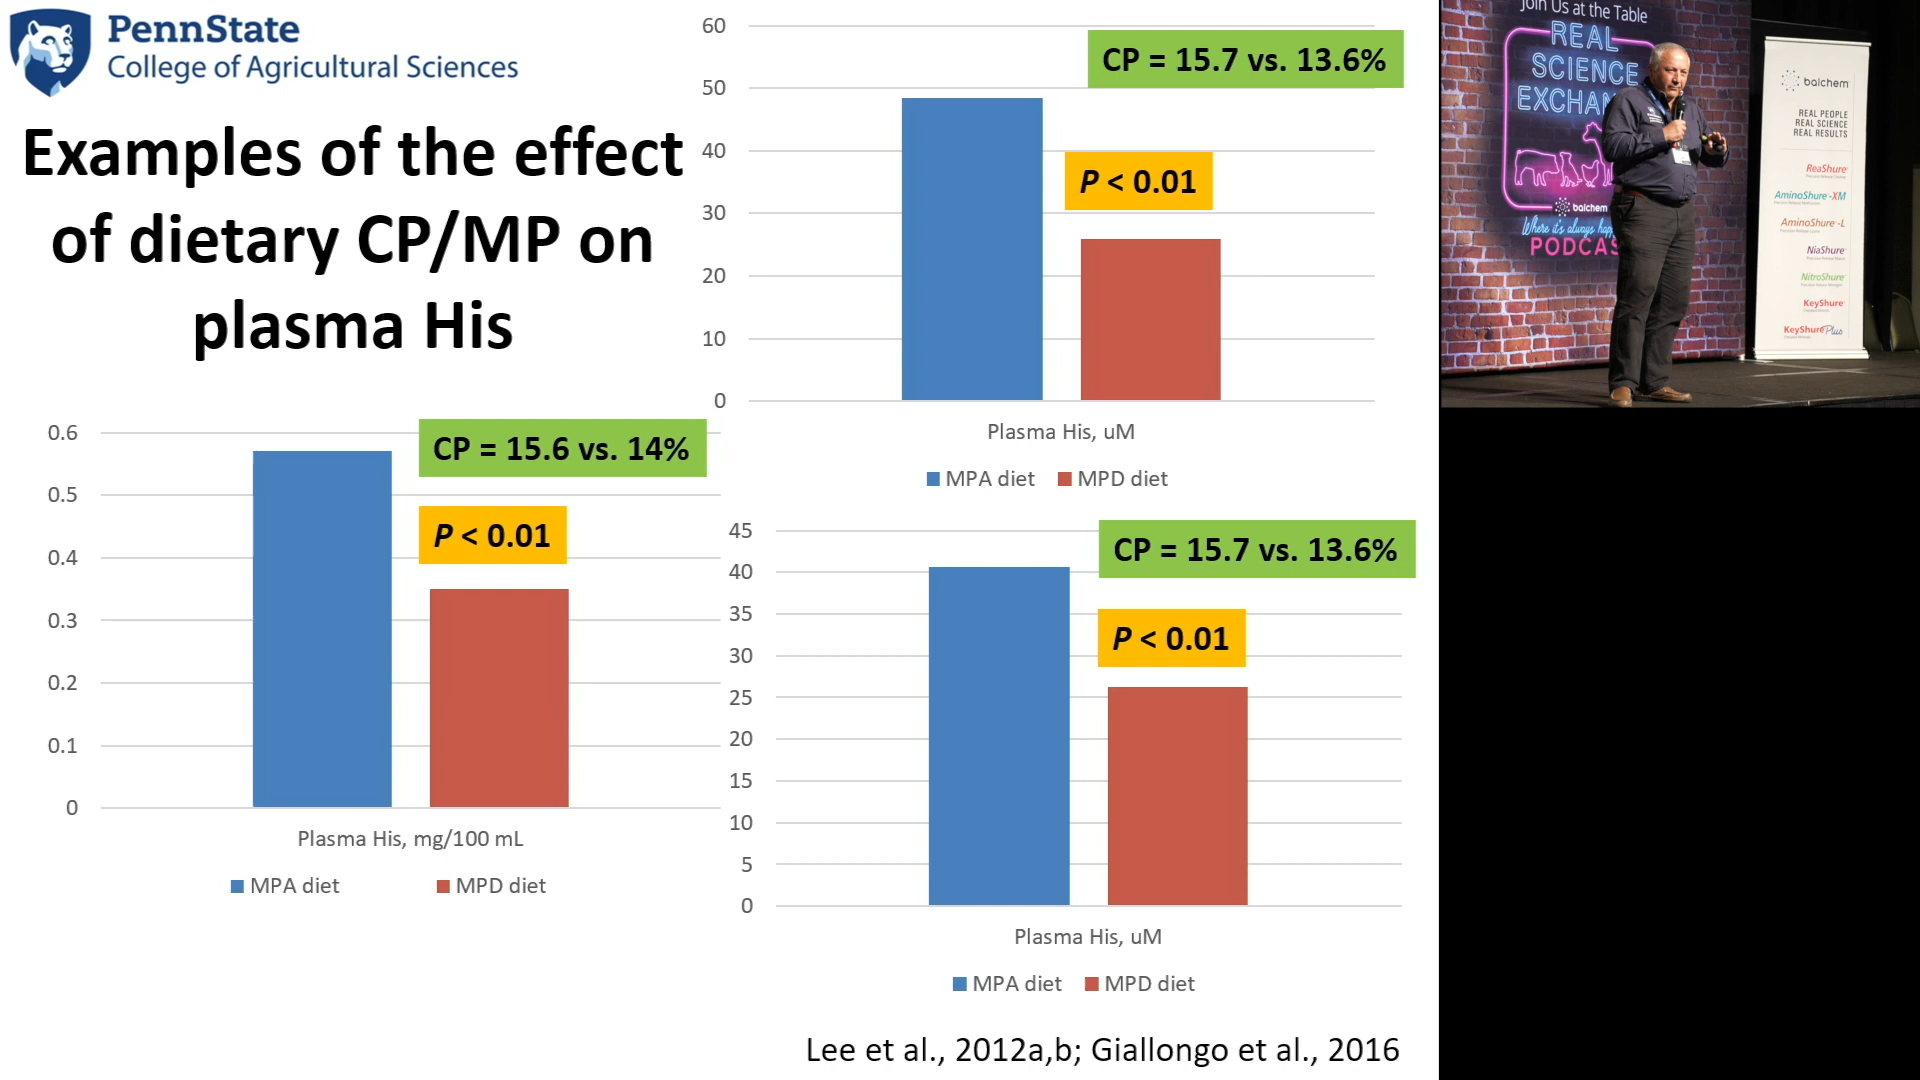 PennState
College of Agricultural Sciences
Examples of the effect
of dietary CP/MP on
plasma His
60
50
40
30
20
10
0
CP = 15.7 vs. 13.6%
P < 0.01
Plasma His, uM
MPA diet
MPD diet
0.6
0.5
0.4
0.3
0.2
0.1
0
CP = 15.6 vs. 14%
P < 0.01
Plasma His, mg/100 mL
MPA diet
MPD diet
45
40
35
30
25
20
15
10
5
0
CP = 15.7 vs. 13.6%
P < 0.01
Plasma His, uM
MPA diet
MPD diet
Lee et al., 2012a,b; Giallongo et al., 2016
Join Us at the Table
REAL
SCIENCE
EXCHAN
balchem
Where it's always hap
PODCAS
balchem
REAL PEOPLE
REAL SCIENCE
REAL RESULTS
ReaShure
AminoShure-XM
AminoShure-L
NiaShure
NitroShure
KeyShure
KeyShure Plus